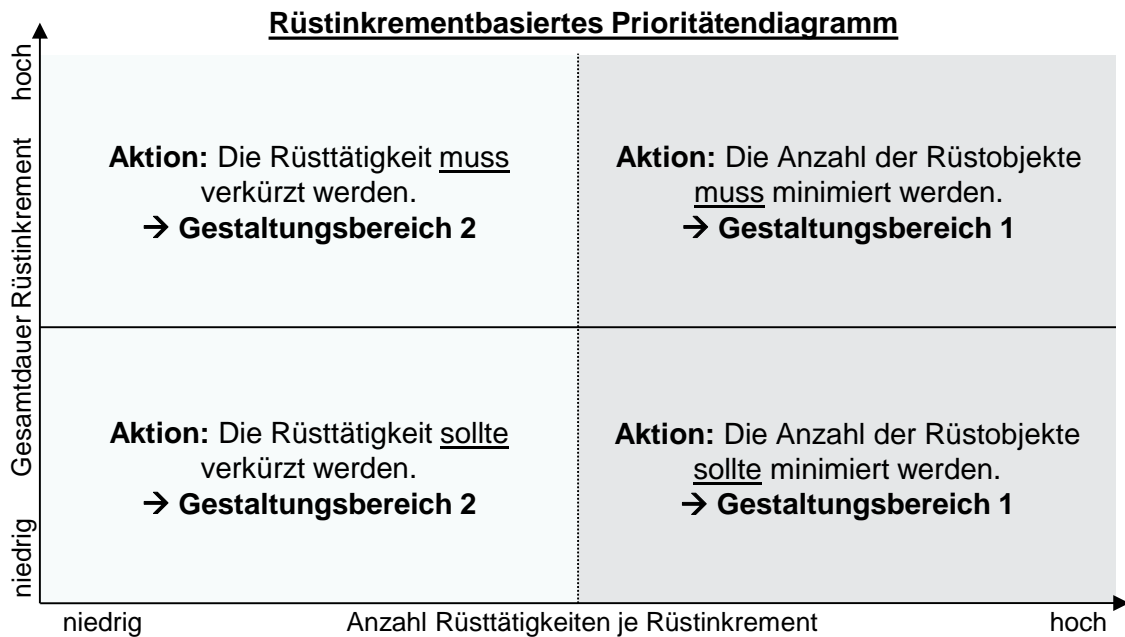 Rüstinkrementbasiertes Prioritätendiagramm
niedrig Gesamtdauer Rüstinkrement hoch
Aktion: Die Rüsttätigkeit muss
verkürzt werden.
→ Gestaltungsbereich 2
Aktion: Die Anzahl der Rüstobjekte
muss minimiert werden.
→ Gestaltungsbereich 1
Aktion: Die Rüsttätigkeit sollte
verkürzt werden.
→ Gestaltungsbereich 2
Aktion: Die Anzahl der Rüstobjekte
sollte minimiert werden.
→ Gestaltungsbereich 1
niedrig Anzahl Rüsttätigkeiten je Rüstinkrement hoch